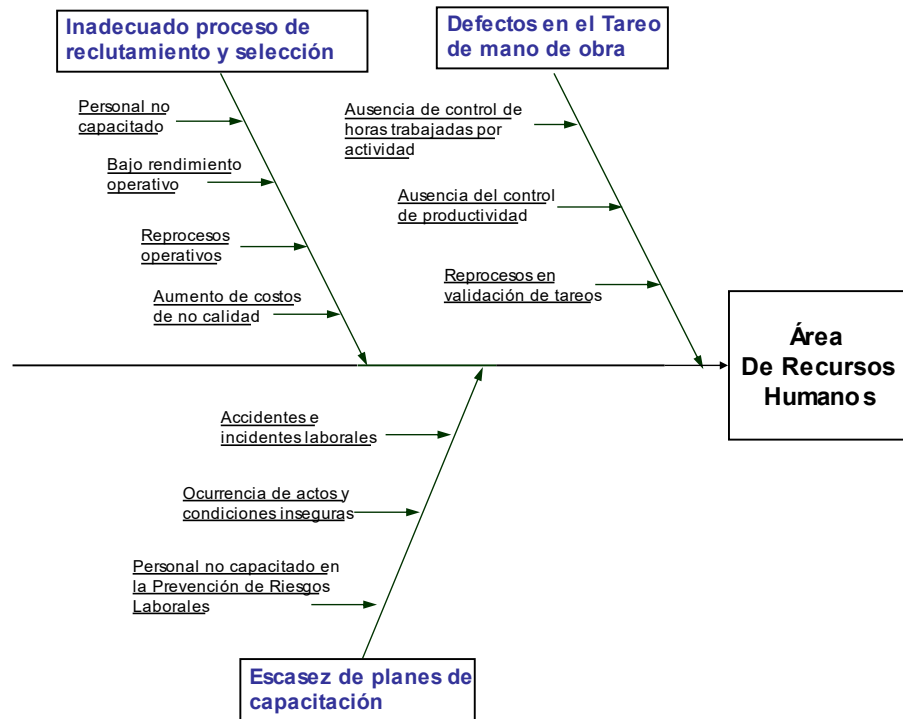 Inadecuado proceso de
reclutamiento y selección
Defectos en el Tareo
de mano de obra
Personal no
capacitado
Bajo rendimiento
operativo
Reprocesos
operativos
Aumento de costos
de no calidad
Ausencia de control de
horas trabajadas por
actividad
Ausencia del control
de productividad
Reprocesos en
validación de tareos
Área
De Recursos
Humanos
Accidentes e
incidentes laborales
Ocurrencia de actos y
condiciones inseguras
Personal no capacitado en
la Prevención de Riesgos
Laborales
Escasez de planes de
capacitación